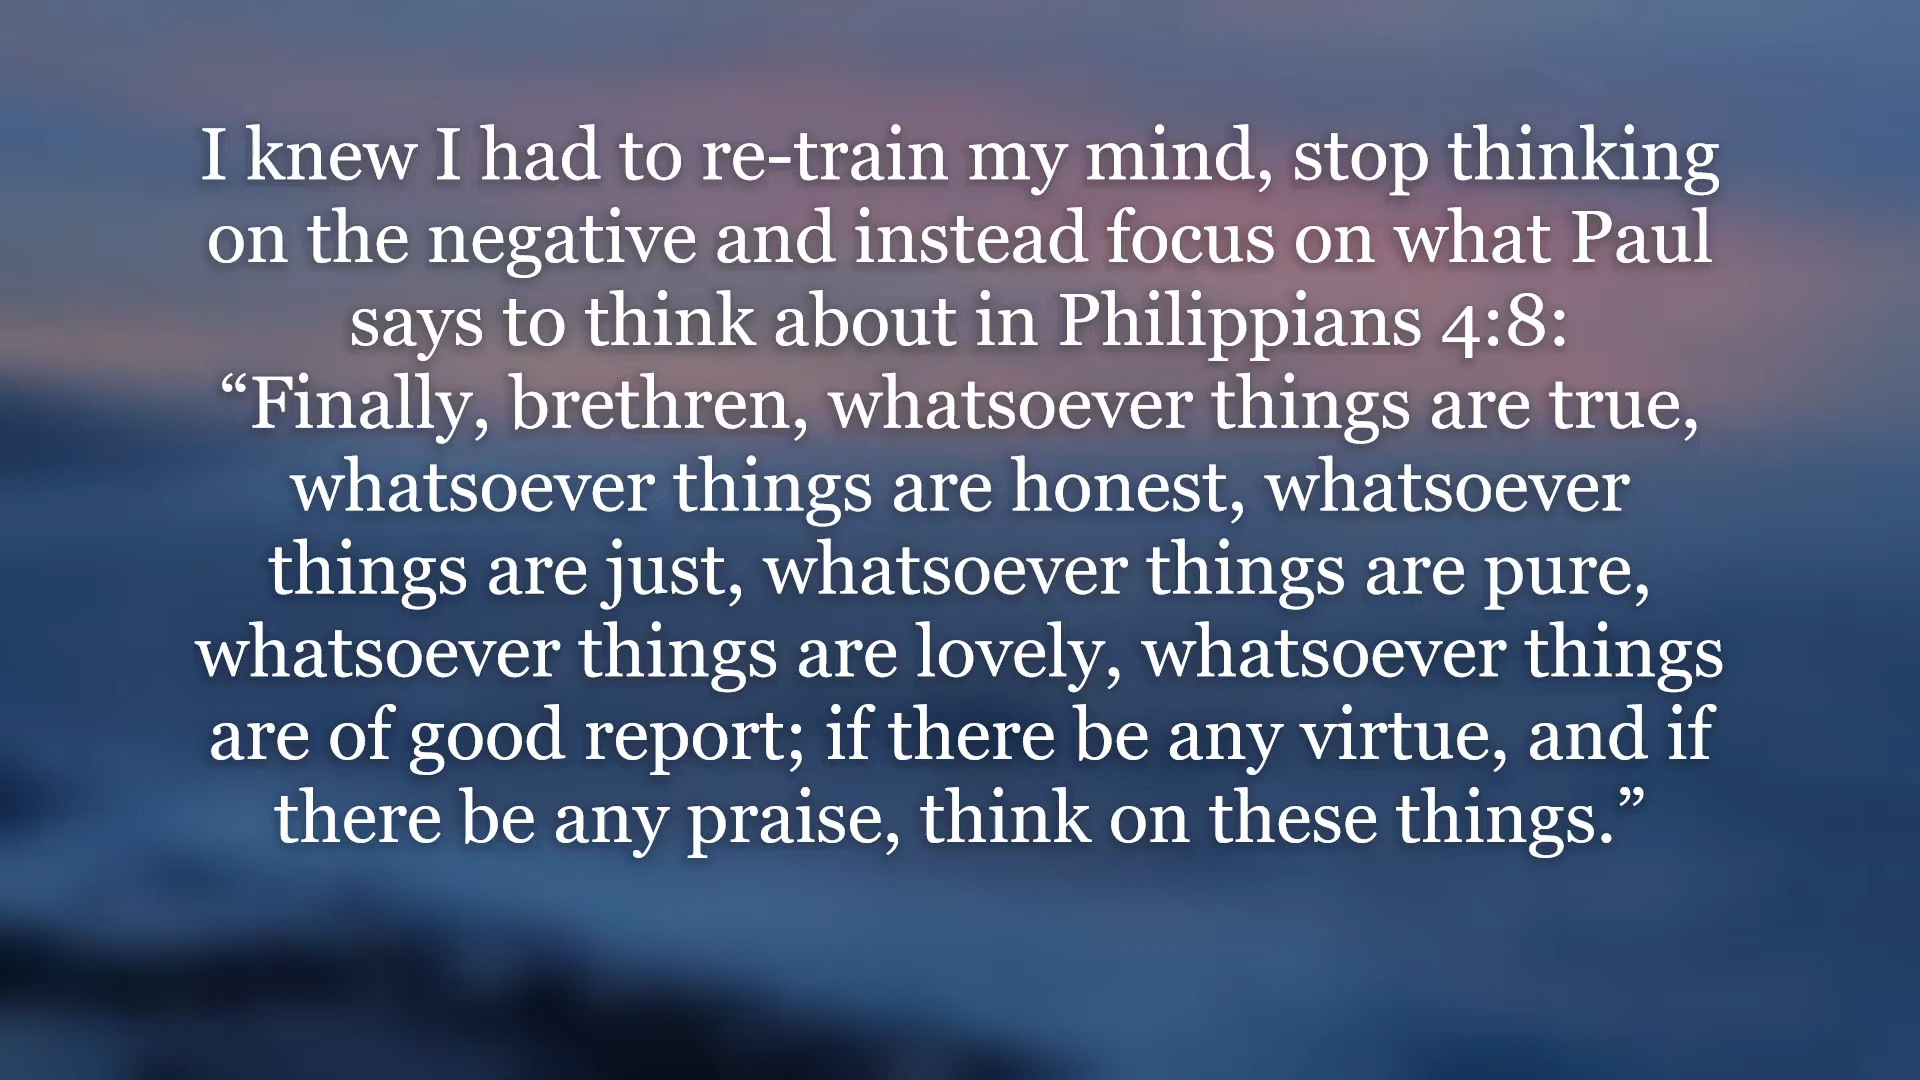 I knew I had to re-train my mind, stop thinking
on the negative and instead focus on what Paul
says to think about in Philippians 4:8:
“Finally, brethren, whatsoever things are true,
whatsoever things are honest, whatsoever
things are just, whatsoever things are pure,
whatsoever things are lovely, whatsoever things
are of good report; if there be any virtue, and if
there be any praise, think on these things.”